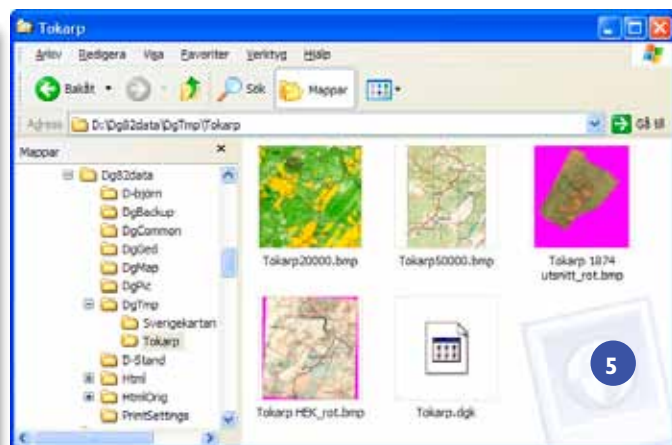 Tokarp
Arkiv Redigera Visa Favoriter Verktyg Hjälp
Bakåt Sök Mappar
Adress D:\Dg82data\DgTmp\Tokarp Gå till
Mappar
Dg82data
D-björn
DgBackup
DgCommon
DgGed
DgMap
DgPic
DgTmp
Sverigekartan
Tokarp
D-Stand
Html
HtmlOrig
PrintSettings
Tokarp20000.bmp Tokarp50000.bmp Tokarp 1874
utsnitt_rot.bmp
Tokarp HEK_rot.bmp Tokarp.dgk
5